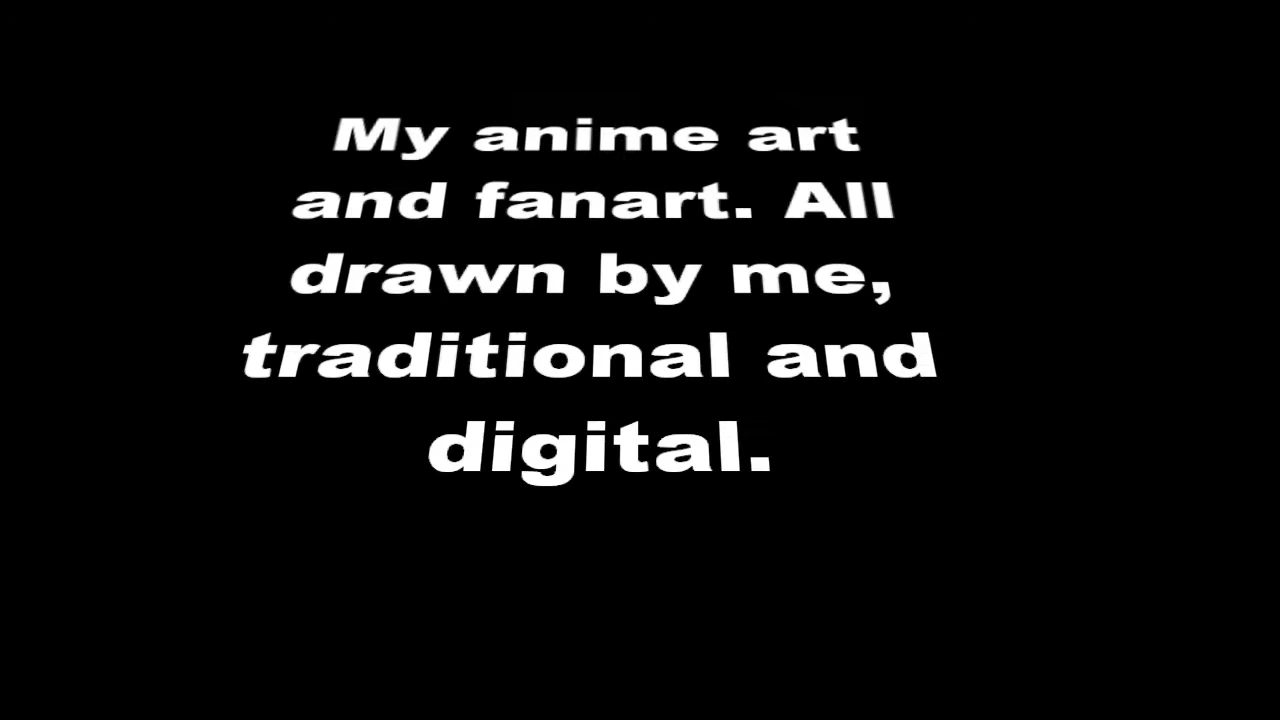 My anime art
and fanart. All
drawn by me,
traditional and
digital.